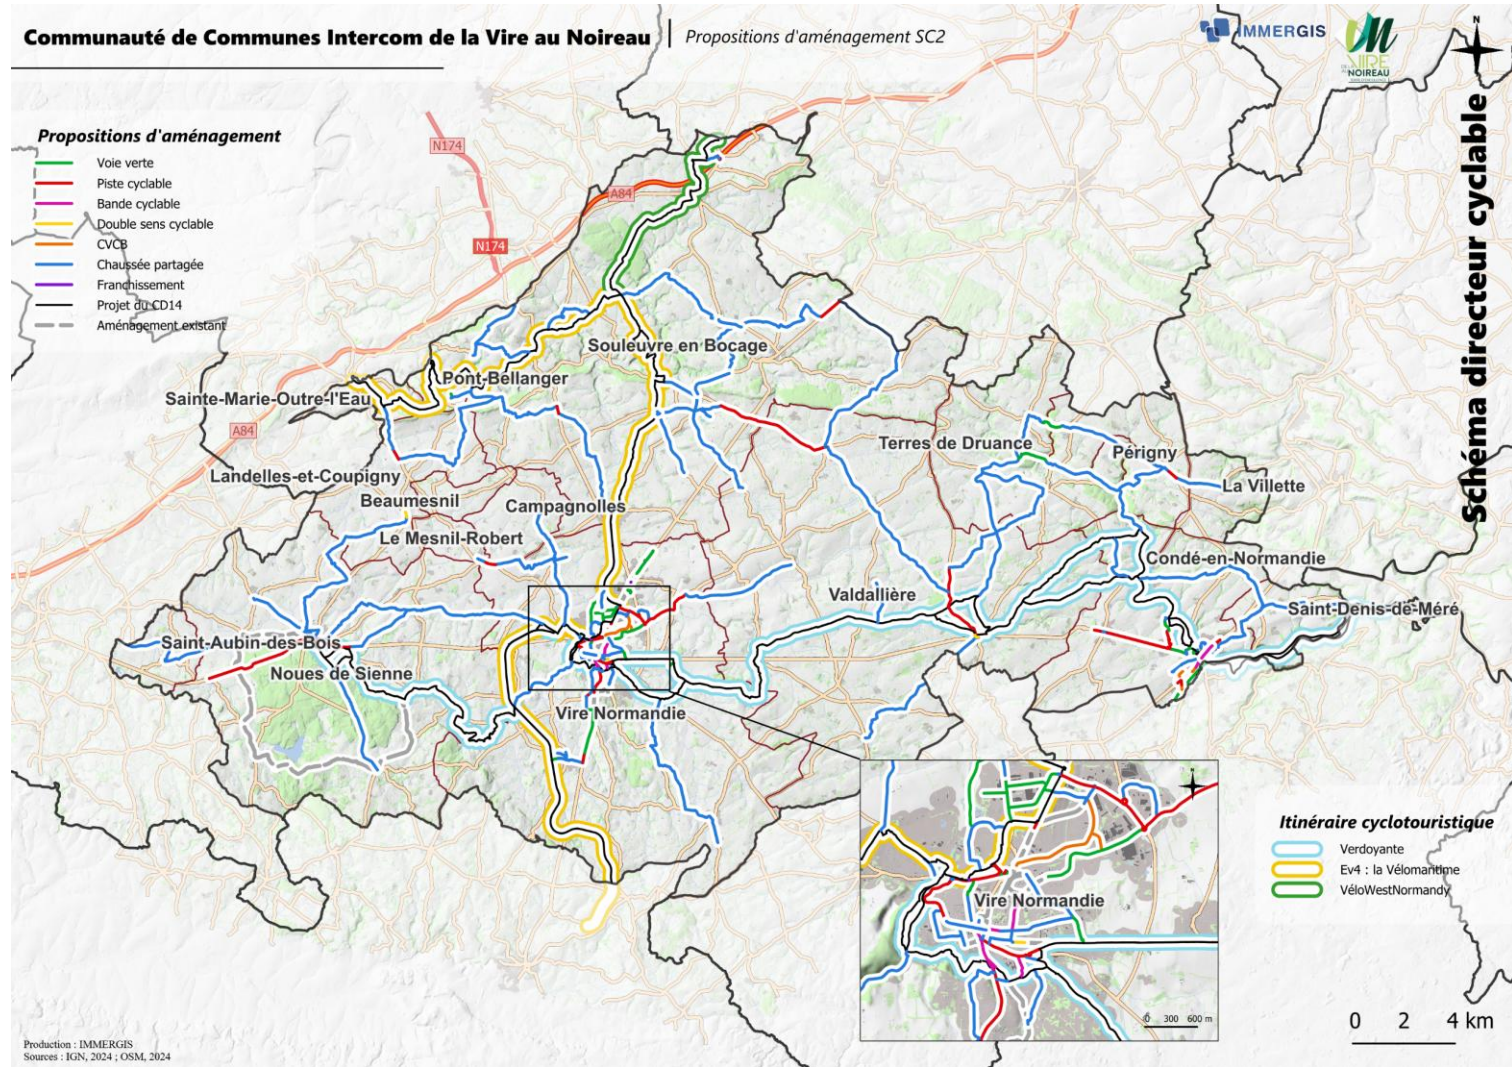 Communauté de Communes Intercom de la Vire au Noireau
Propositions d'aménagement SC2
IMMERGIS
VIRE
NOIREAU
N
Schéma directeur cyclable
Propositions d'aménagement
Voie verte
Piste cyclable
Bande cyclable
Double sens cyclable
CVCB
Chaussée partagée
Franchissement
Projet du CD14
Aménagement existant
N174
A84
N174
A84
Souleuvre en Bocage
Pont-Bellanger
Sainte-Marie-Outre-l'Eau
Terres de Druance
Périgny
La Villette
Landelles-et-Coupigny
Beaumesnil
Campagnolles
Le Mesnil-Robert
Condé-en-Normandie
Valdallière
Saint-Denis-de-Méré
Saint-Aubin-des-Bois
Noues de Sienne
Vire Normandie
N
Vire Normandie
0 300 600 m
Itinéraire cyclotouristique
Verdoyante
Ev4 : la Vélomaritime
VéloWestNormandy
0 2 4 km
Production : IMMERGIS
Sources : IGN, 2024 ; OSM, 2024